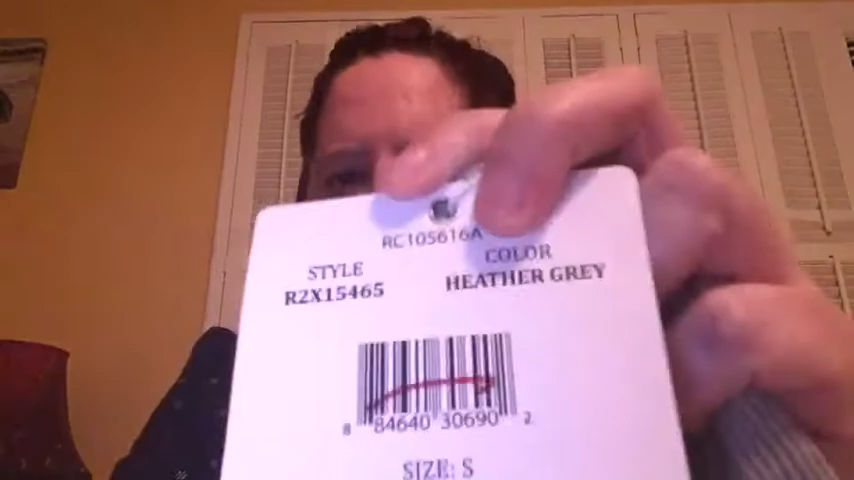 RC105616A
STYLE COLOR
R2X15465 HEATHER GREY
8 84640 30690 2
SIZE: S